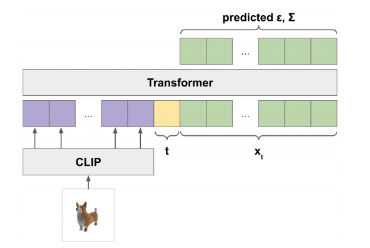 predicted ε, Σ
...
Transformer
...
...
t
xt
CLIP